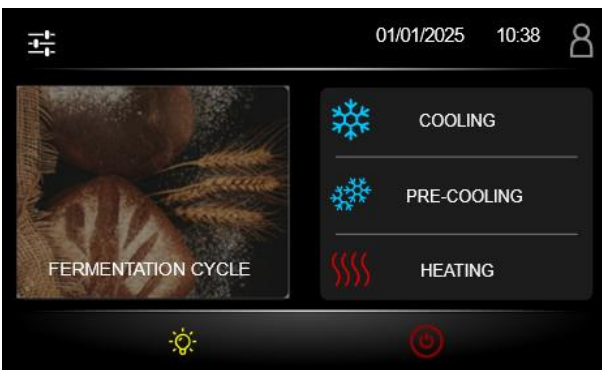 01/01/2025 10:38
COOLING
PRE-COOLING
FERMENTATION CYCLE
HEATING